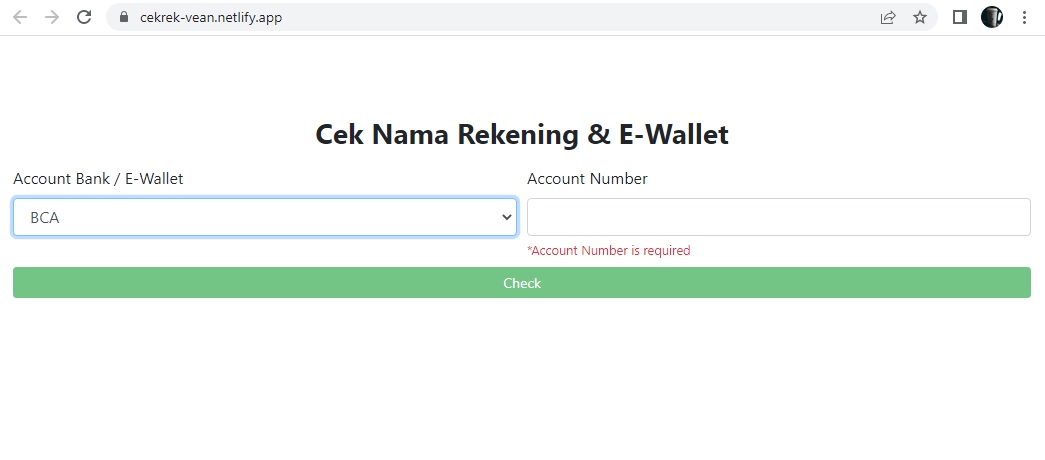 cekrek-vean.netlify.app
Cek Nama Rekening & E-Wallet
Account Bank / E-Wallet
Account Number
BCA
*Account Number is required
Check